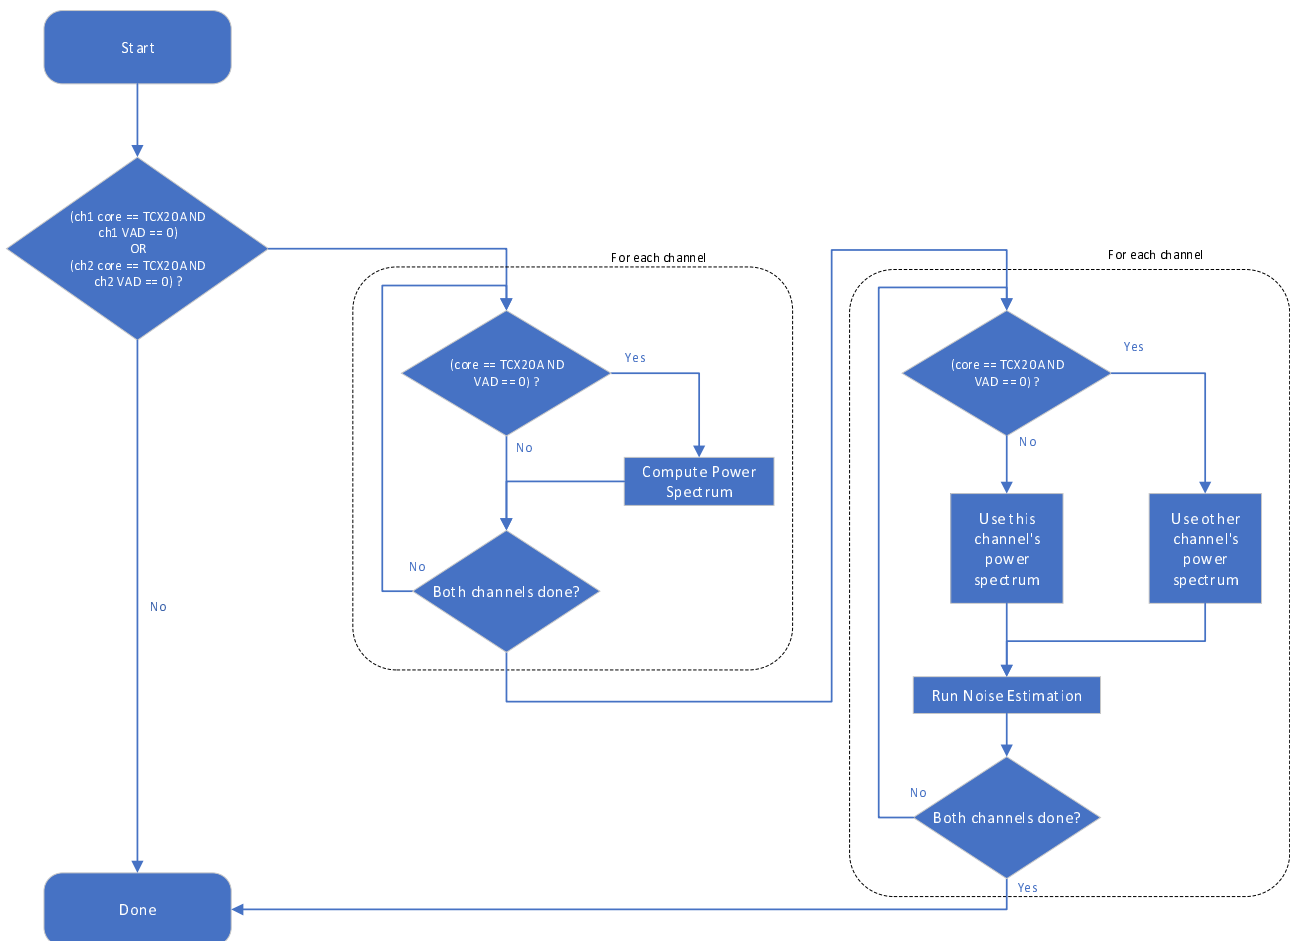 Start
(ch1 core == TCX20 AND
ch1 VAD == 0)
OR
(ch2 core == TCX20 AND
ch2 VAD == 0) ?
No
Done
For each channel
(core == TCX20 AND
VAD == 0) ?
Yes
No
Compute Power
Spectrum
No
Both channels done?
For each channel
(core == TCX20 AND
VAD == 0) ?
Yes
No
Use this
channel's
power
spectrum
Use other
channel's
power
spectrum
Run Noise Estimation
No
Both channels done?
Yes